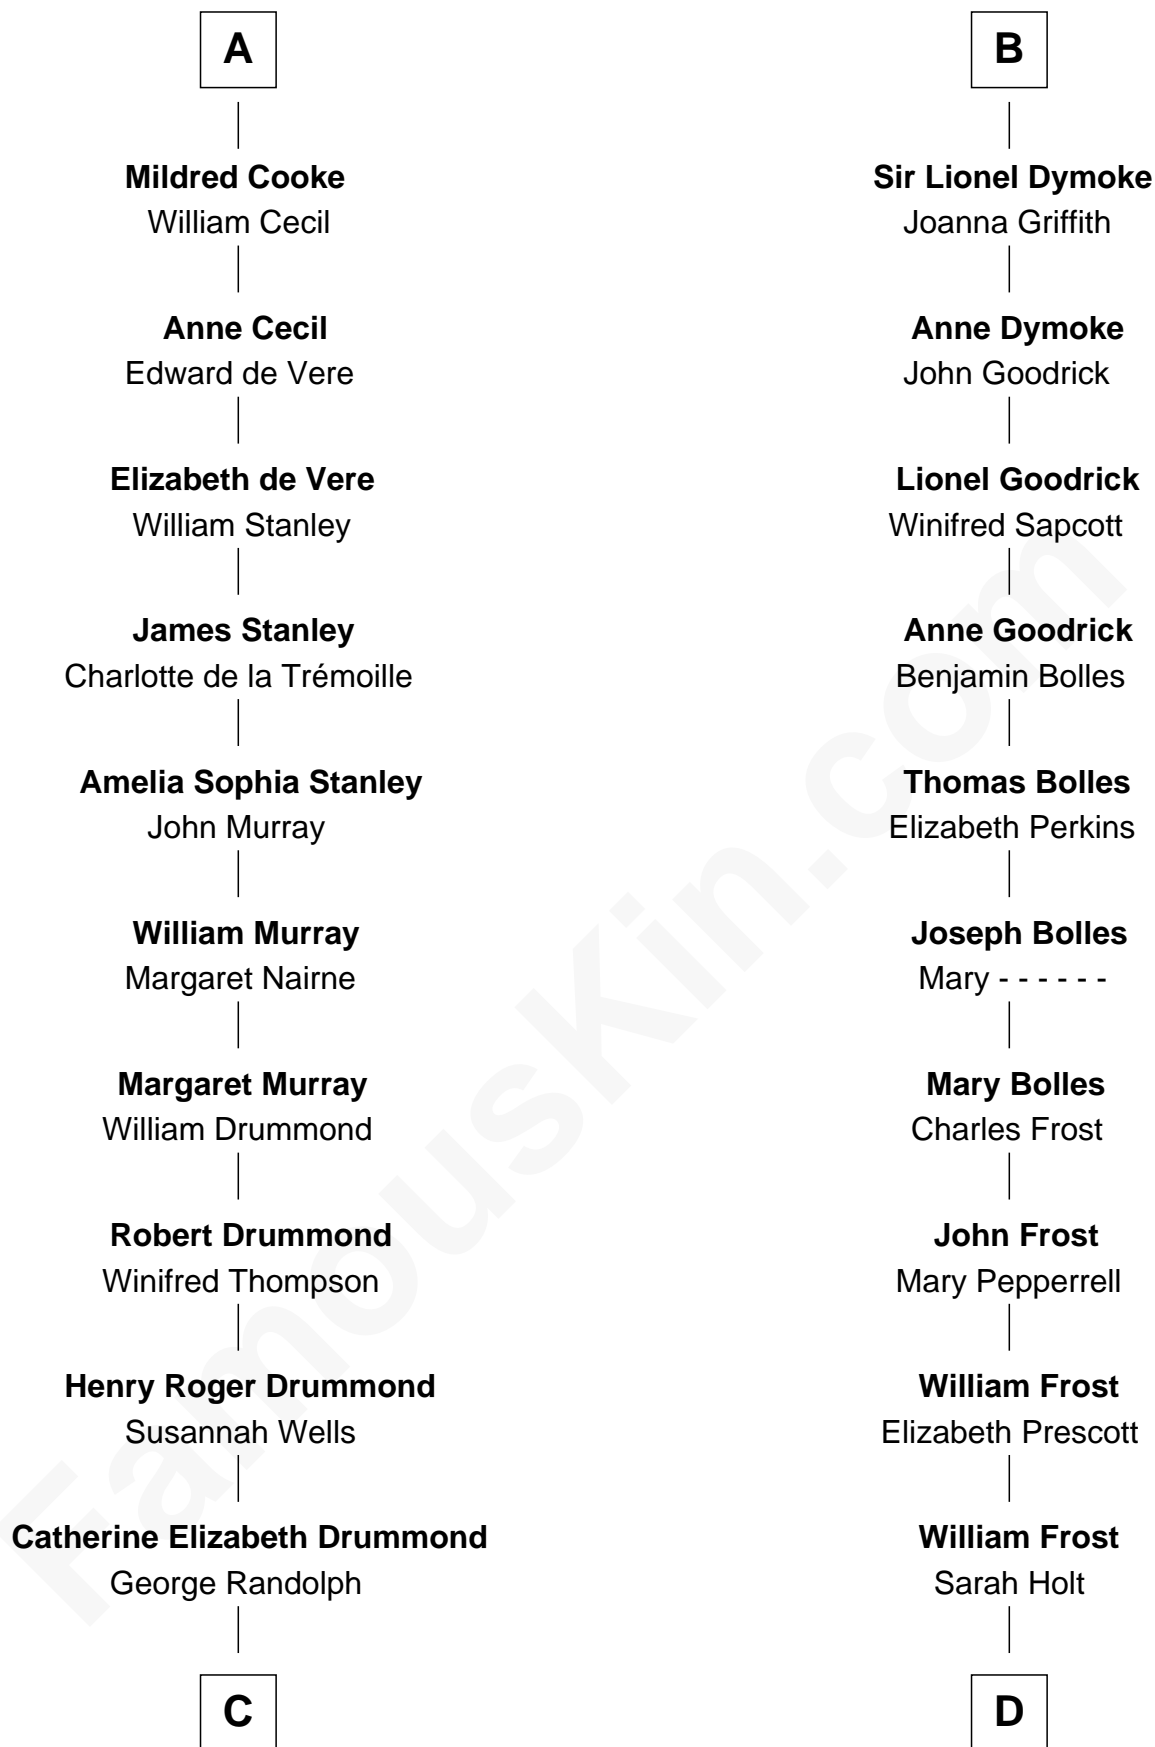 A
Mildred Cooke
William Cecil
Anne Cecil
Edward de Vere
Elizabeth de Vere
William Stanley
James Stanley
Charlotte de la Trémoille
Amelia Sophia Stanley
John Murray
William Murray
Margaret Nairne
Margaret Murray
William Drummond
Robert Drummond
Winifred Thompson
Henry Roger Drummond
Susannah Wells
Catherine Elizabeth Drummond
George Randolph
C
B
Sir Lionel Dymoke
Joanna Griffith
Anne Dymoke
John Goodrick
Lionel Goodrick
Winifred Sapcott
Anne Goodrick
Benjamin Bolles
Thomas Bolles
Elizabeth Perkins
Joseph Bolles
Mary - - - - - -
Mary Bolles
Charles Frost
John Frost
Mary Pepperrell
William Frost
Elizabeth Prescott
William Frost
Sarah Holt
D
FamousKin.com